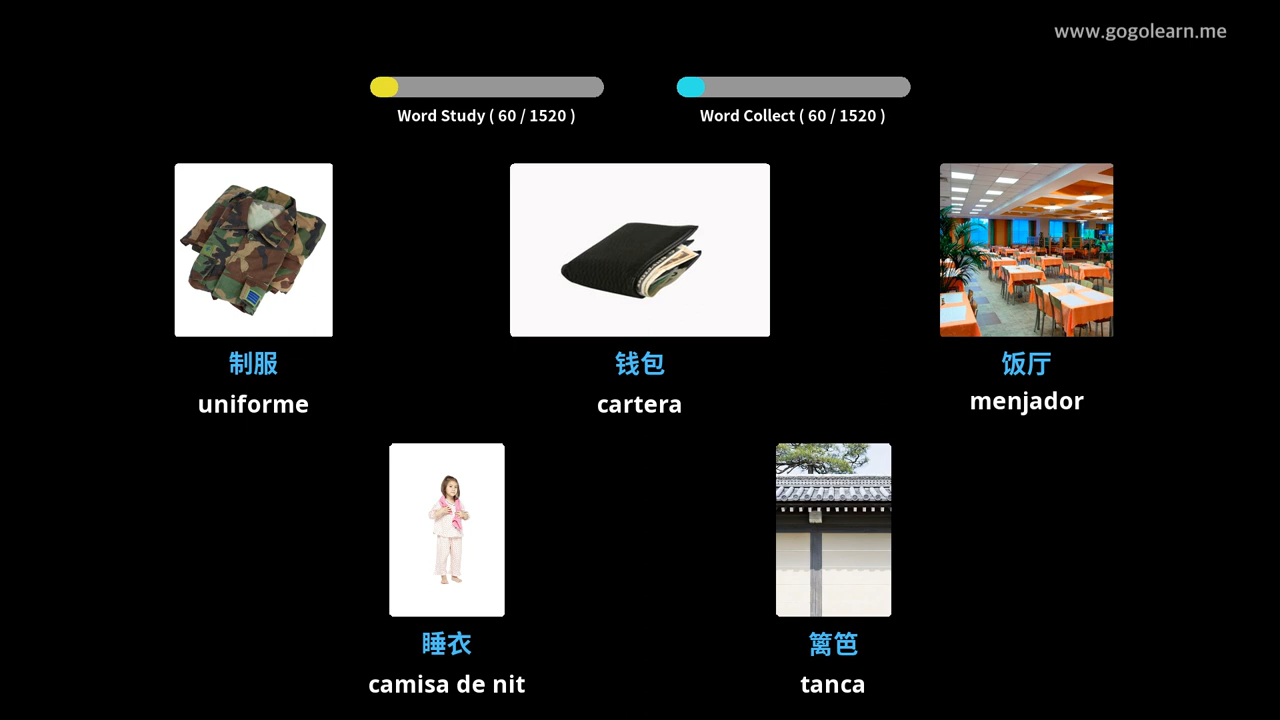 www.gogolearn.me
Word Study ( 60 / 1520 )
Word Collect ( 60 / 1520 )
制服
钱包
饭厅
uniforme
cartera
menjador
睡衣
篱笆
camisa de nit
tanca